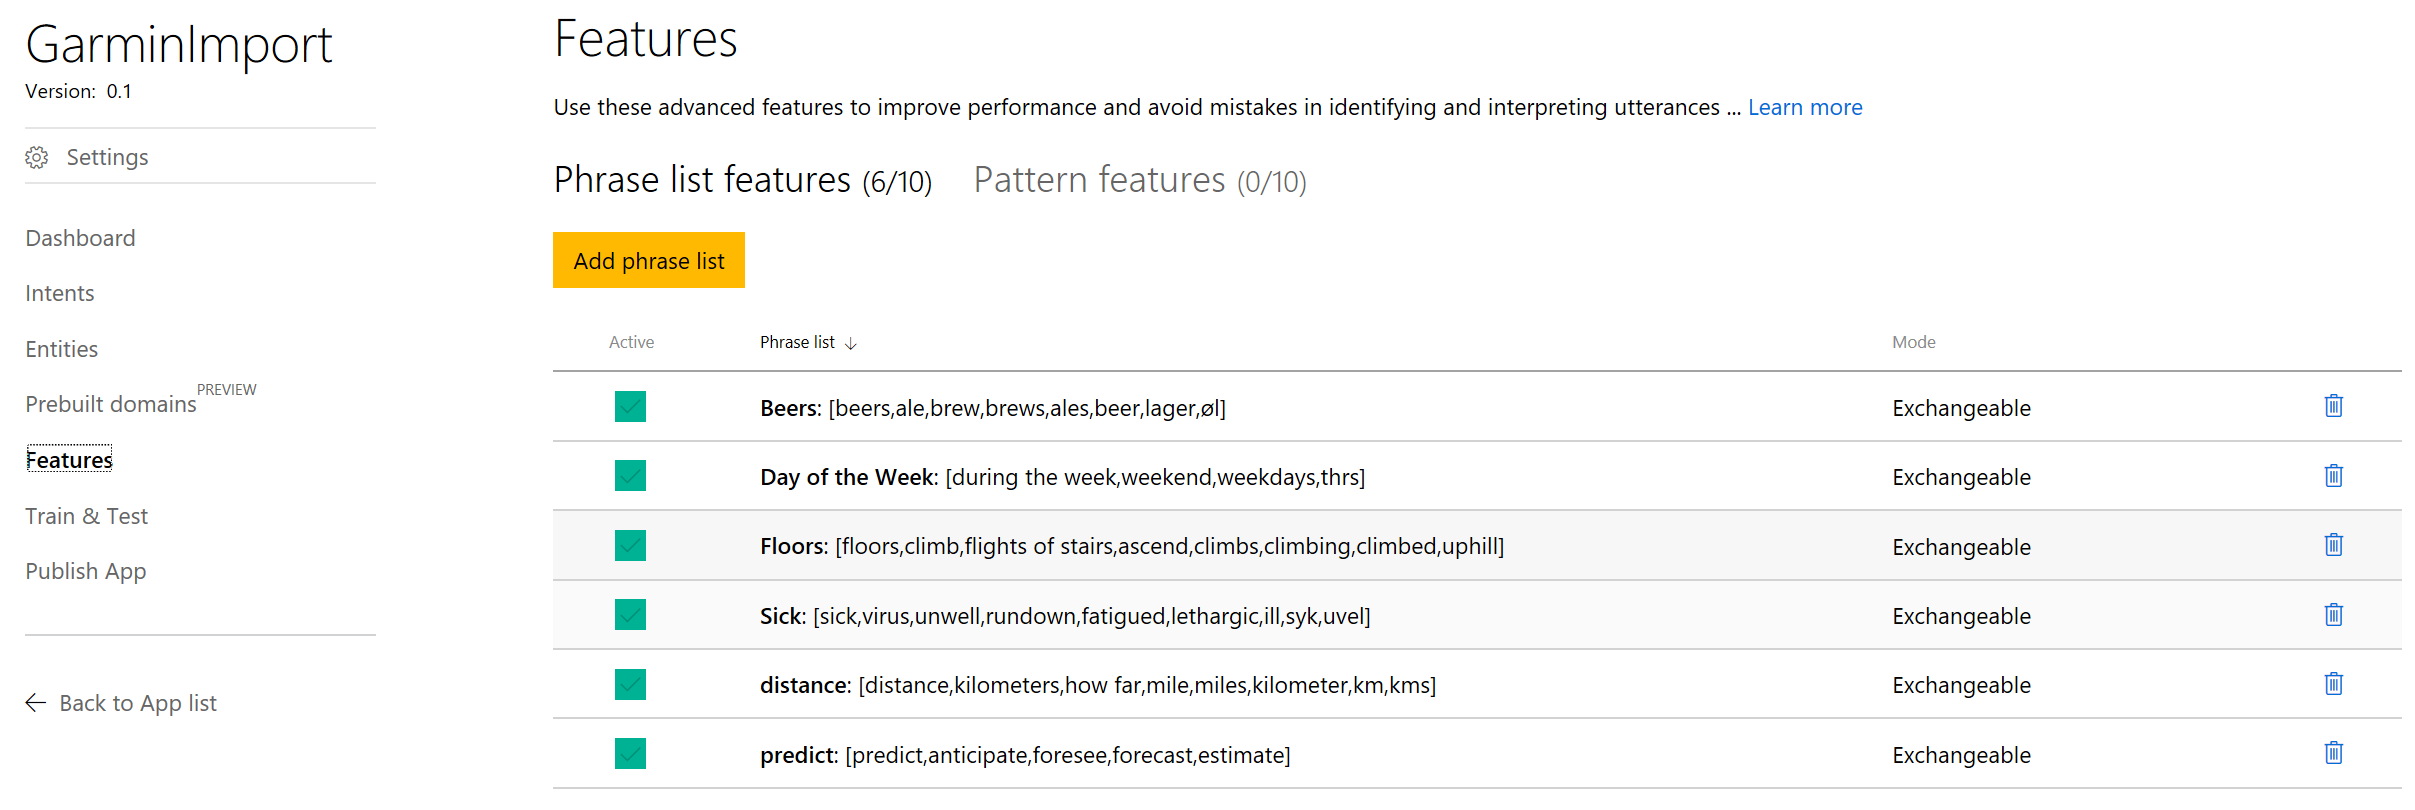 GarminImport
Version: 0.1
Settings
Dashboard
Intents
Entities
Prebuilt domains PREVIEW
Features
Train & Test
Publish App
Back to App list
Features
Use these advanced features to improve performance and avoid mistakes in identifying and interpreting utterances ... Learn more
Phrase list features (6/10) Pattern features (0/10)
Add phrase list
Active Phrase list Mode
Beers: [beers,ale,brew,brews,ales,beer,lager,øl] Exchangeable
Day of the Week: [during the week,weekend,weekdays,thrs] Exchangeable
Floors: [floors,climb,flights of stairs,ascend,climbs,climbing,climbed,uphill] Exchangeable
Sick: [sick,virus,unwell,rundown,fatigued,lethargic,ill,syk,uvel] Exchangeable
distance: [distance,kilometers,how far,mile,miles,kilometer,km,kms] Exchangeable
predict: [predict,anticipate,foresee,forecast,estimate] Exchangeable